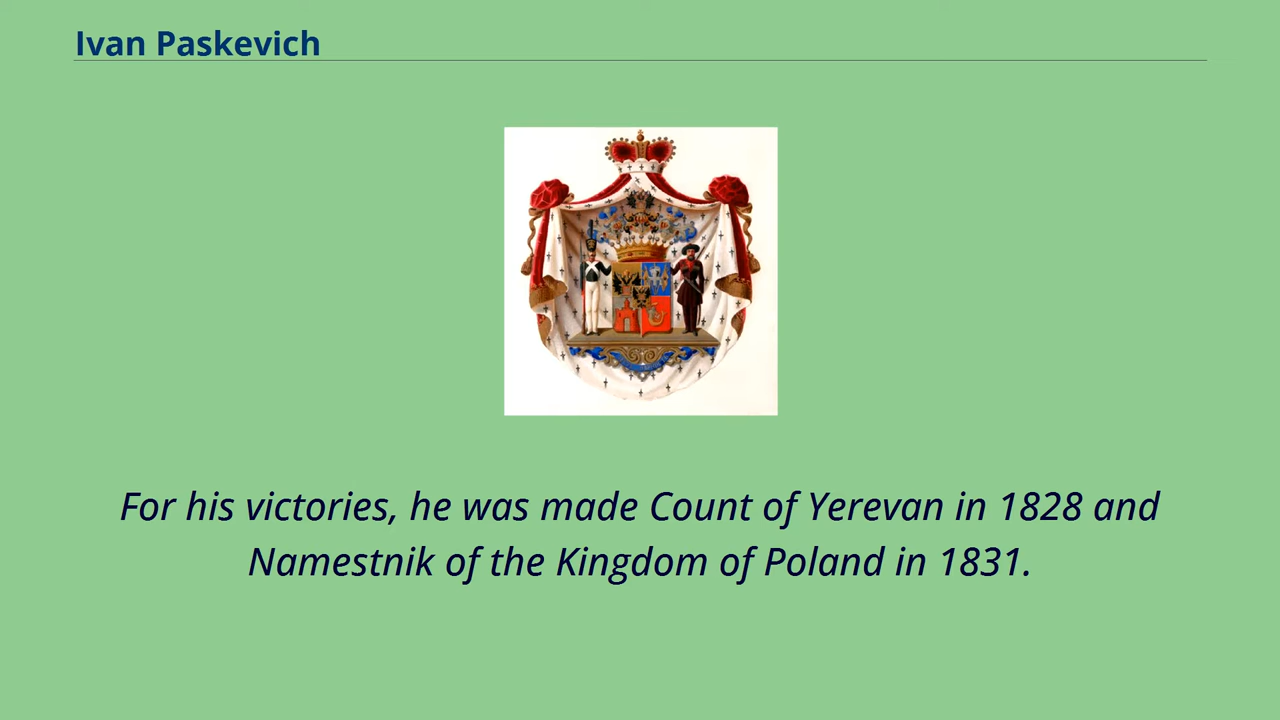 Ivan Paskevich
For his victories, he was made Count of Yerevan in 1828 and
Namestnik of the Kingdom of Poland in 1831.